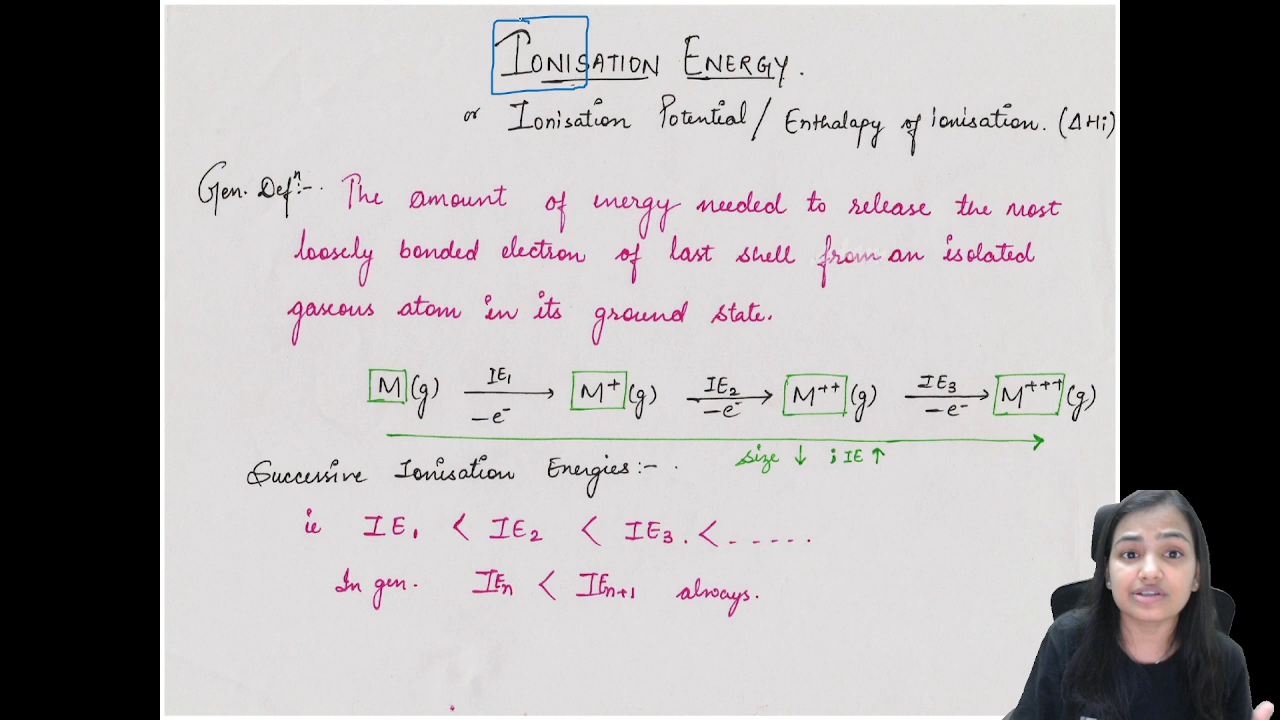 IONISATION ENERGY.
or Ionisation Potential / Enthalapy of ionisation. (ΔHi)
Gen. Defⁿ:-. The amount of energy needed to release the most
loosely bonded electron of last shell from an isolated
gaseous atom in its ground state.
M(g) IE₁ → −e⁻ M⁺(g) IE₂ → −e⁻ M⁺⁺(g) IE₃ → −e⁻ M⁺⁺⁺(g)
size ↓ ; IE ↑
Successive Ionisation Energies:- .
ie IE₁ < IE₂ < IE₃. < - - - - - .
In gen. IEn < IEn+1 always.